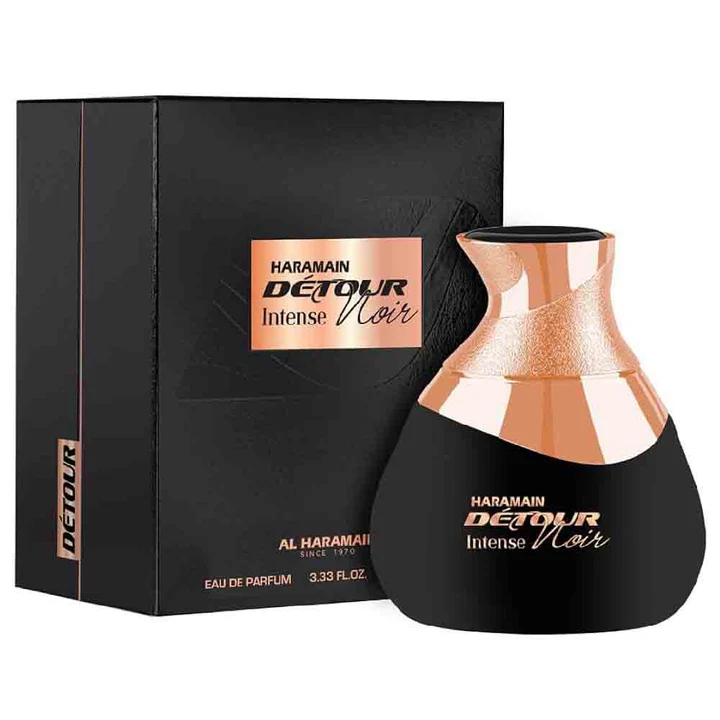 HARAMAIN
DÉTOUR
Intense Noir
DÉTOUR
AL HARAMAIN
SINCE 1970
EAU DE PARFUM 3.33 FL.OZ.
HARAMAIN
DÉTOUR
Intense Noir